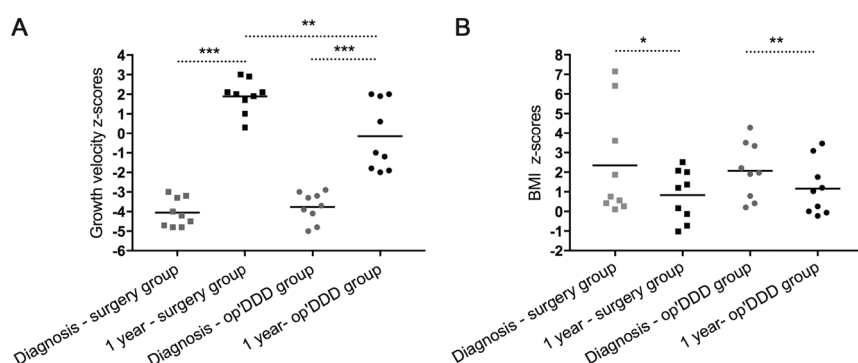 A
Growth velocity z-scores
4
3
2
1
0
-1
-2
-3
-4
-5
-6
***
**
***
Diagnosis - surgery group
1 year - surgery group
Diagnosis - op'DDD group
1 year- op'DDD group
B
BMI z-scores
8
7
6
5
4
3
2
1
0
-1
-2
*
**
Diagnosis - surgery group
1 year - surgery group
Diagnosis - op'DDD group
1 year- op'DDD group